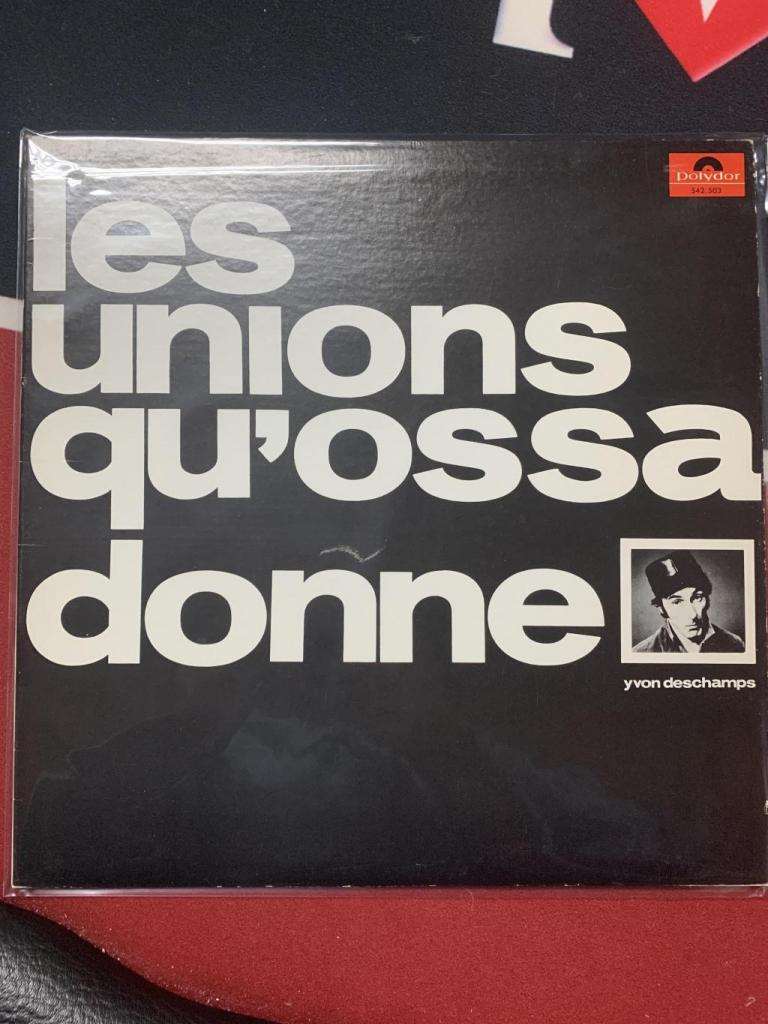 Polydor
542.503
les
unions
qu'ossa
donne
yvon deschamps